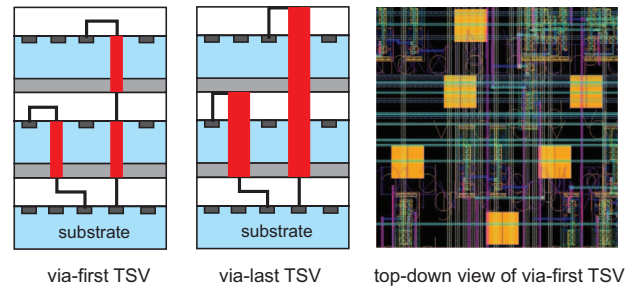 substrate
substrate
via-first TSV
via-last TSV
top-down view of via-first TSV